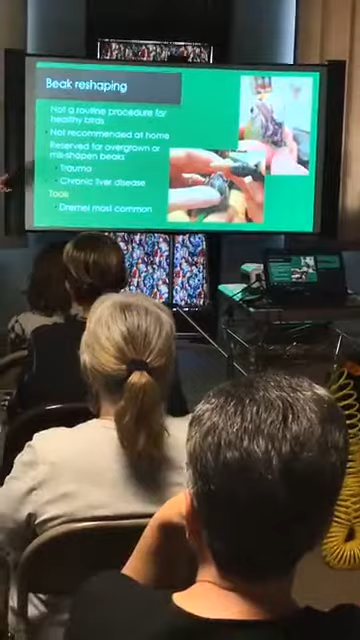 Beak reshaping
Not a routine procedure for
healthy birds
Not recommended at home
Reserved for overgrown or
mis-shapen beaks
Trauma
Chronic liver disease
Tools
Dremel most common